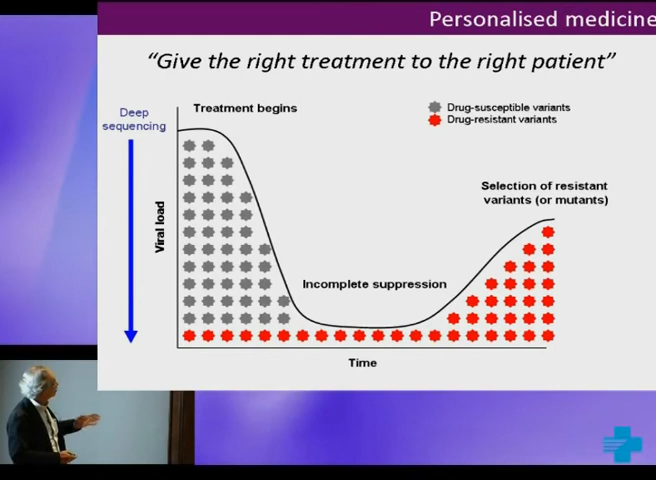 Personalised medicine
“Give the right treatment to the right patient”
Deep
sequencing
Treatment begins
Drug-susceptible variants
Drug-resistant variants
Selection of resistant
variants (or mutants)
Viral load
Incomplete suppression
Time